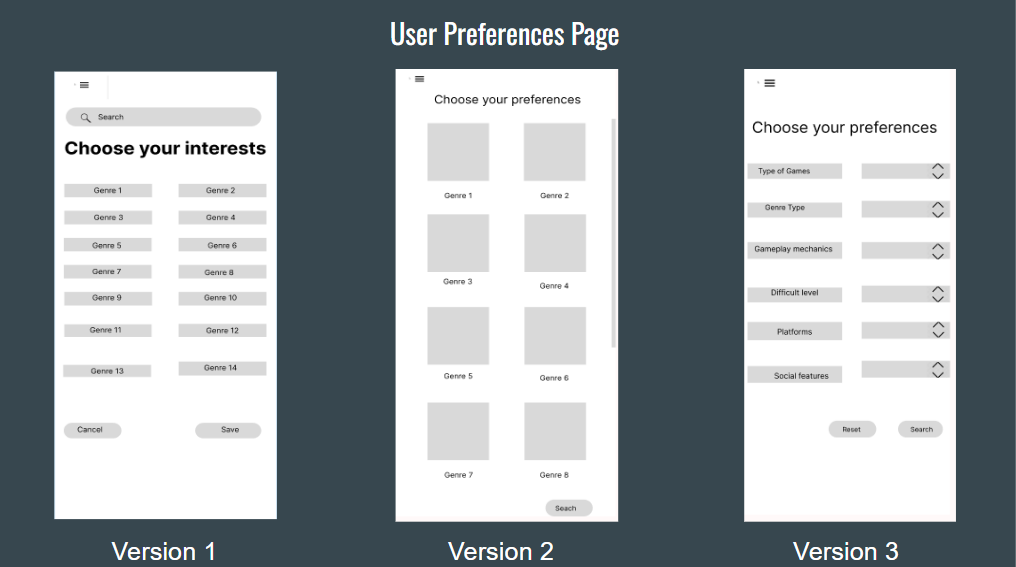 User Preferences Page
Search
Choose your interests
Genre 1 Genre 2
Genre 3 Genre 4
Genre 5 Genre 6
Genre 7 Genre 8
Genre 9 Genre 10
Genre 11 Genre 12
Genre 13 Genre 14
Cancel Save
Version 1
Choose your preferences
Genre 1 Genre 2
Genre 3 Genre 4
Genre 5 Genre 6
Genre 7 Genre 8
Seach
Version 2
Choose your preferences
Type of Games
Genre Type
Gameplay mechanics
Difficult level
Platforms
Social features
Reset Search
Version 3